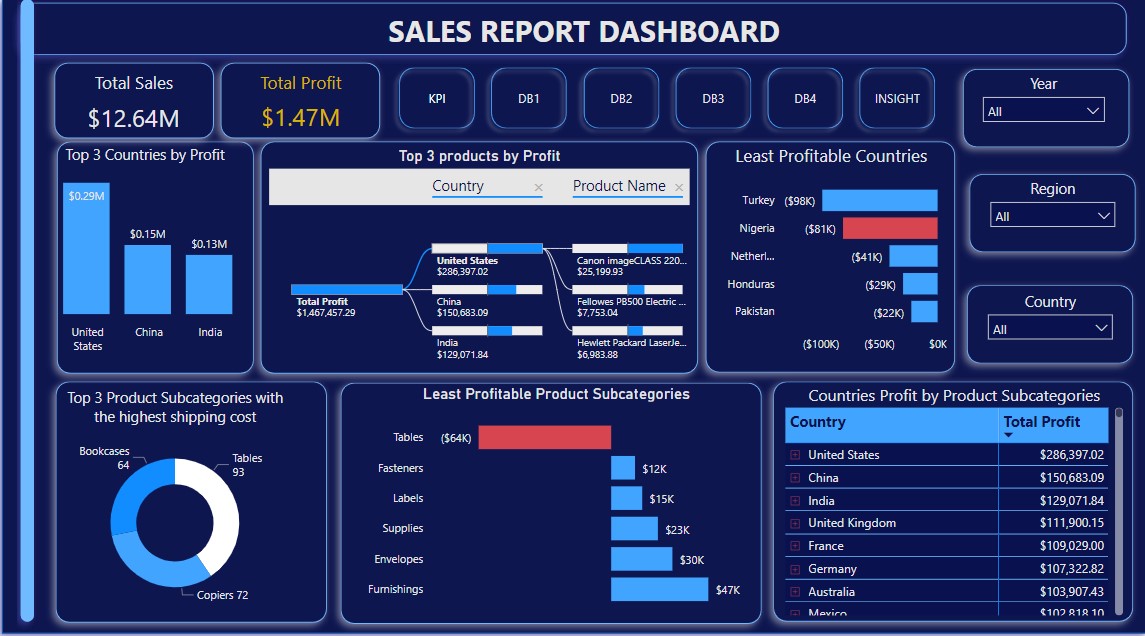 SALES REPORT DASHBOARD
Total Sales
$12.64M
Total Profit
$1.47M
KPI
DB1
DB2
DB3
DB4
INSIGHT
Year
All
Region
All
Country
All
Top 3 Countries by Profit
$0.29M
$0.15M
$0.13M
United
States
China
India
Top 3 products by Profit
Country
Product Name
Total Profit
$1,467,457.29
United States
$286,397.02
China
$150,683.09
India
$129,071.84
Canon imageCLASS 220...
$25,199.93
Fellowes PB500 Electric ...
$7,753.04
Hewlett Packard LaserJe...
$6,983.88
Least Profitable Countries
Turkey ($98K)
Nigeria ($81K)
Netherl... ($41K)
Honduras ($29K)
Pakistan ($22K)
($100K) ($50K) $0K
Top 3 Product Subcategories with
the highest shipping cost
Bookcases
64
Tables
93
Copiers 72
Least Profitable Product Subcategories
Tables ($64K)
Fasteners $12K
Labels $15K
Supplies $23K
Envelopes $30K
Furnishings $47K
Countries Profit by Product Subcategories
Country Total Profit
United States $286,397.02
China $150,683.09
India $129,071.84
United Kingdom $111,900.15
France $109,029.00
Germany $107,322.82
Australia $103,907.43
Mexico $102,818.10